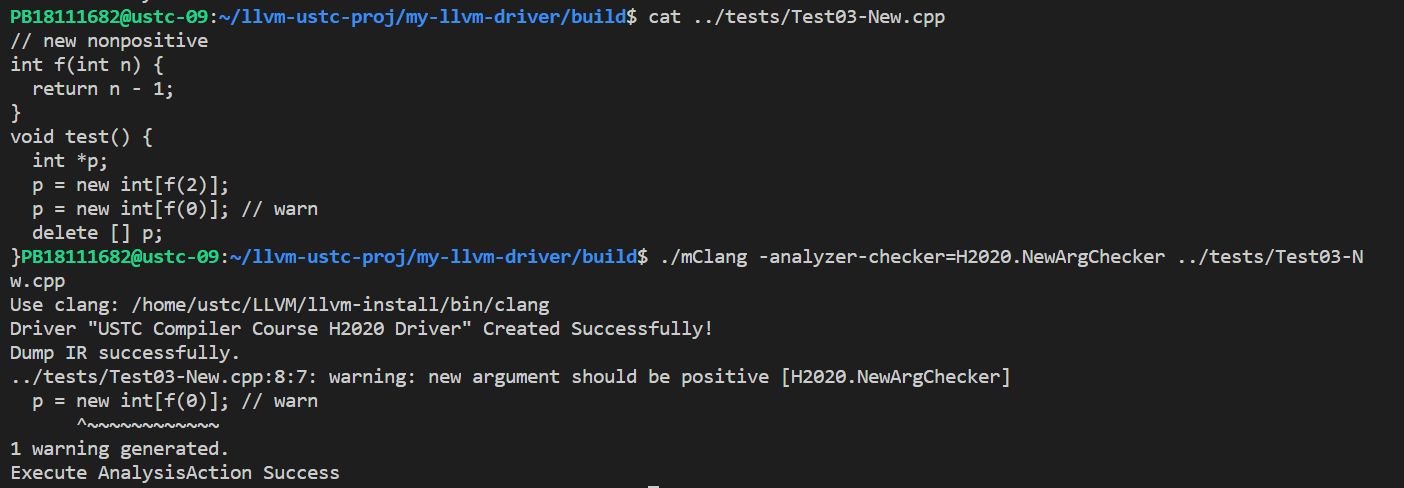 PB18111682@ustc-09:~/llvm-ustc-proj/my-llvm-driver/build$ cat ../tests/Test03-New.cpp
// new nonpositive
int f(int n) {
  return n - 1;
}
void test() {
  int *p;
  p = new int[f(2)];
  p = new int[f(0)]; // warn
  delete [] p;
}PB18111682@ustc-09:~/llvm-ustc-proj/my-llvm-driver/build$ ./mClang -analyzer-checker=H2020.NewArgChecker ../tests/Test03-N
w.cpp
Use clang: /home/ustc/LLVM/llvm-install/bin/clang
Driver "USTC Compiler Course H2020 Driver" Created Successfully!
Dump IR successfully.
../tests/Test03-New.cpp:8:7: warning: new argument should be positive [H2020.NewArgChecker]
  p = new int[f(0)]; // warn
      ^~~~~~~~~~~~~
1 warning generated.
Execute AnalysisAction Success